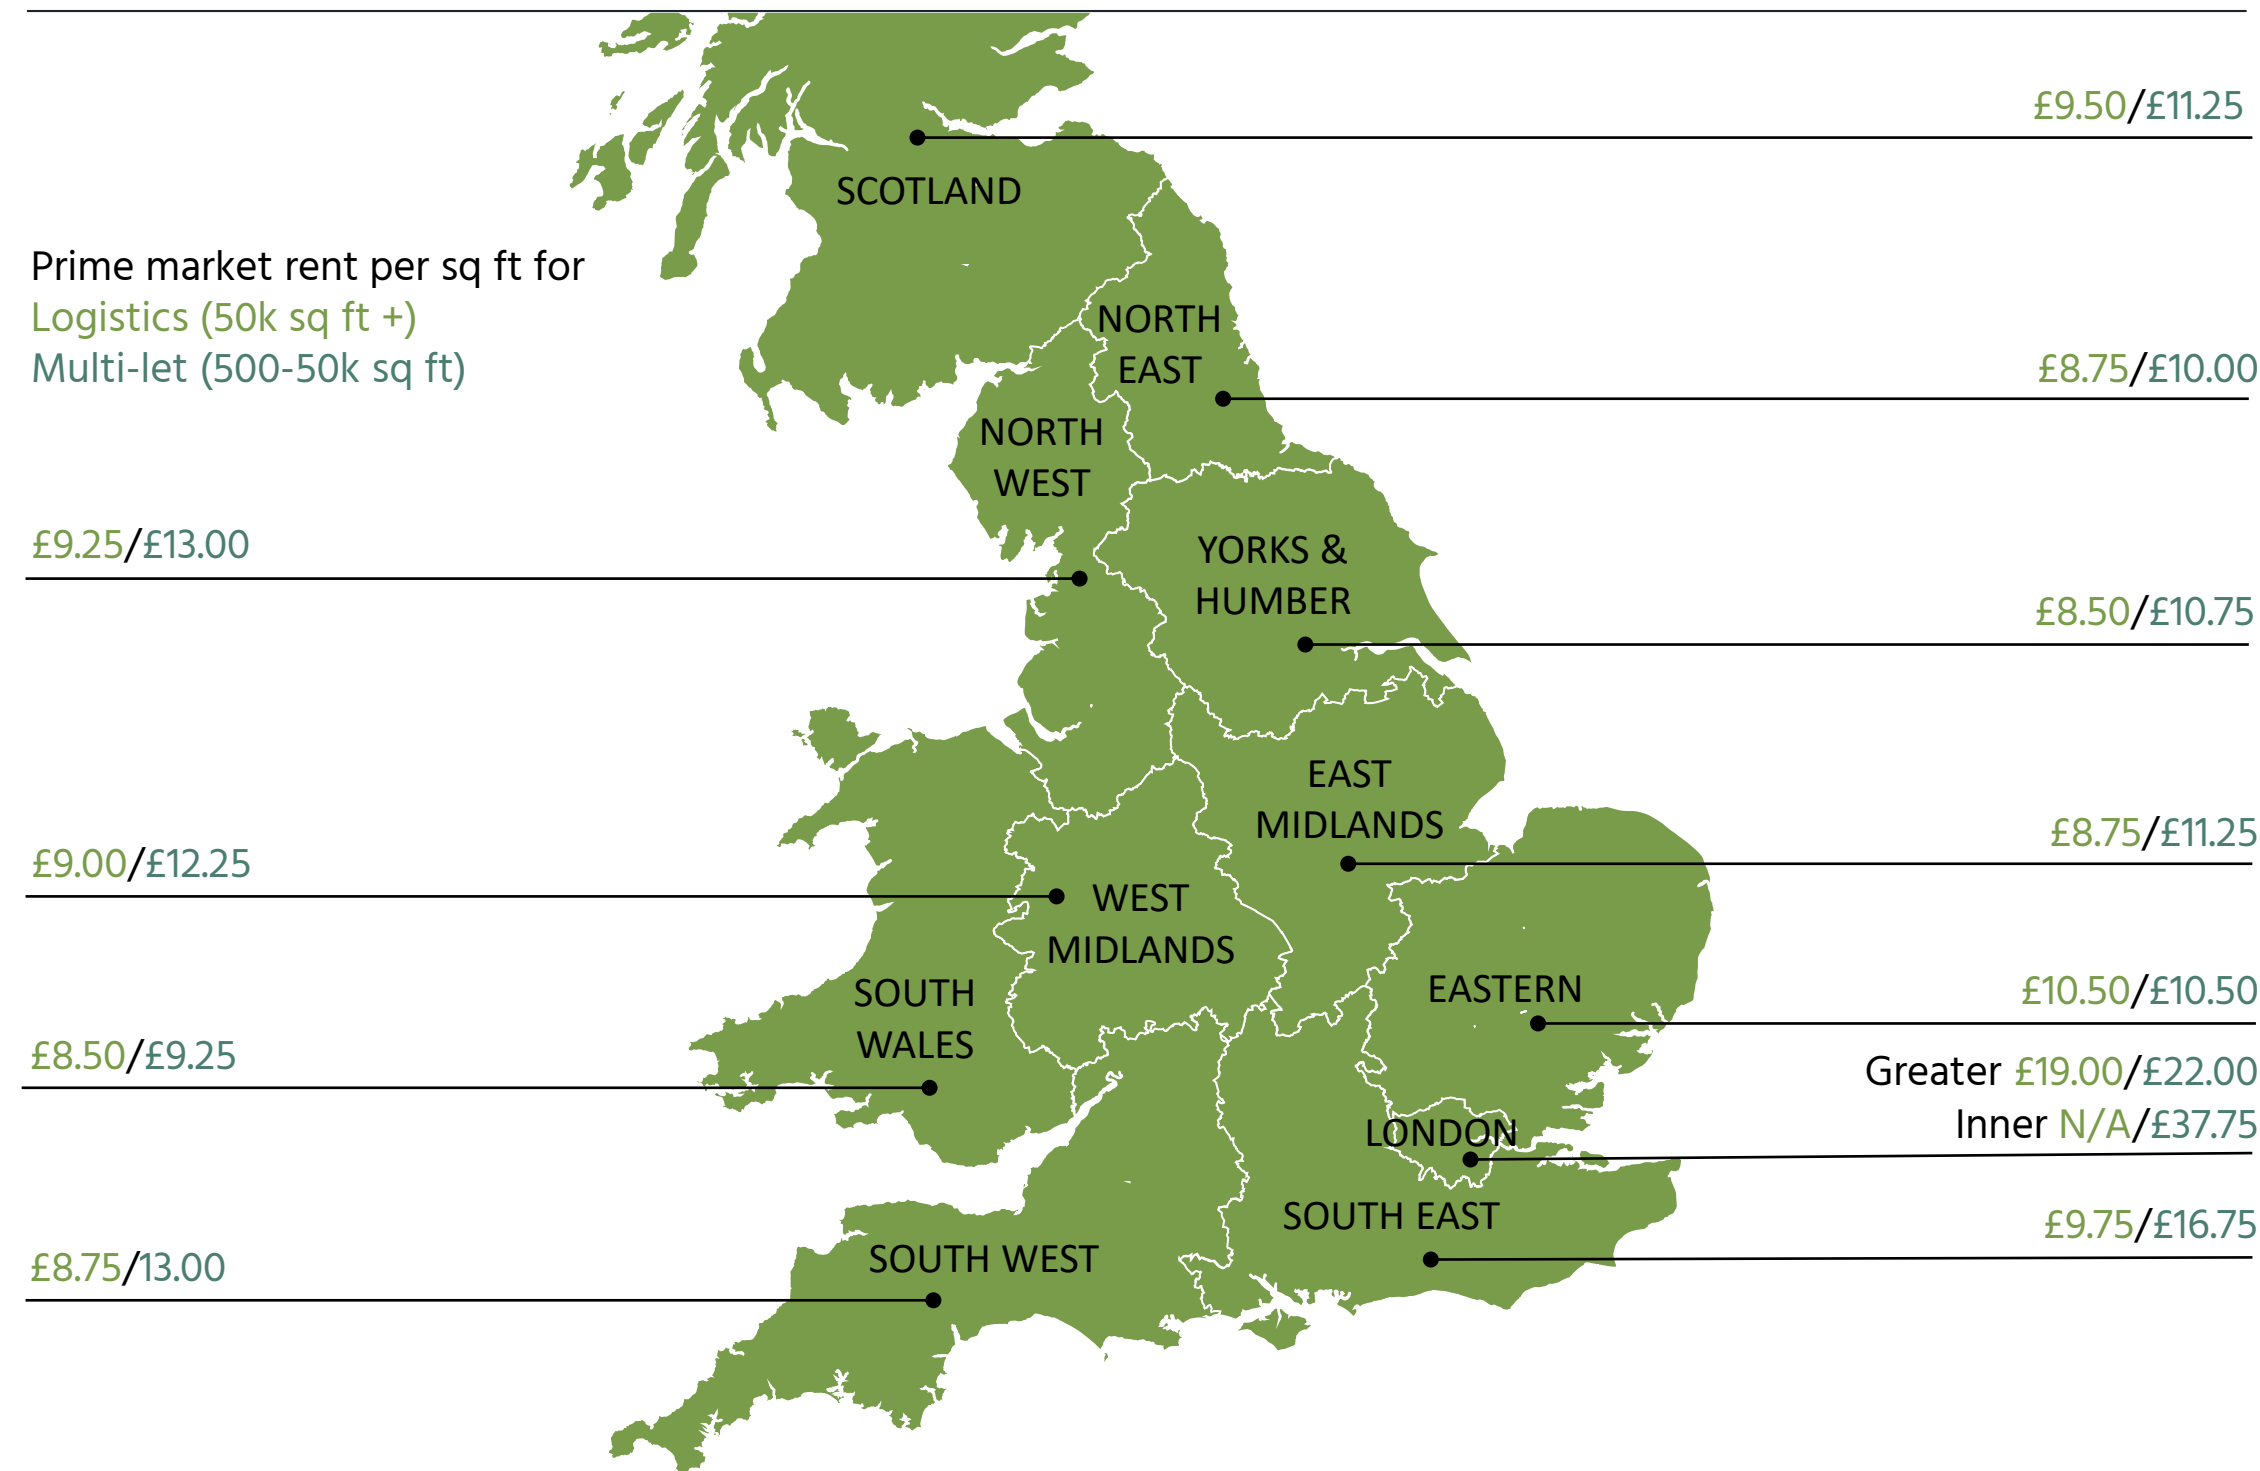 £9.50/£11.25
SCOTLAND
Prime market rent per sq ft for
Logistics (50k sq ft +)
Multi-let (500-50k sq ft)
NORTH
EAST
£8.75/£10.00
NORTH
WEST
£9.25/£13.00
YORKS &
HUMBER
£8.50/£10.75
EAST
MIDLANDS
£8.75/£11.25
£9.00/£12.25
WEST
MIDLANDS
EASTERN
£10.50/£10.50
SOUTH
WALES
£8.50/£9.25
Greater £19.00/£22.00
Inner N/A/£37.75
LONDON
SOUTH EAST
£9.75/£16.75
SOUTH WEST
£8.75/13.00